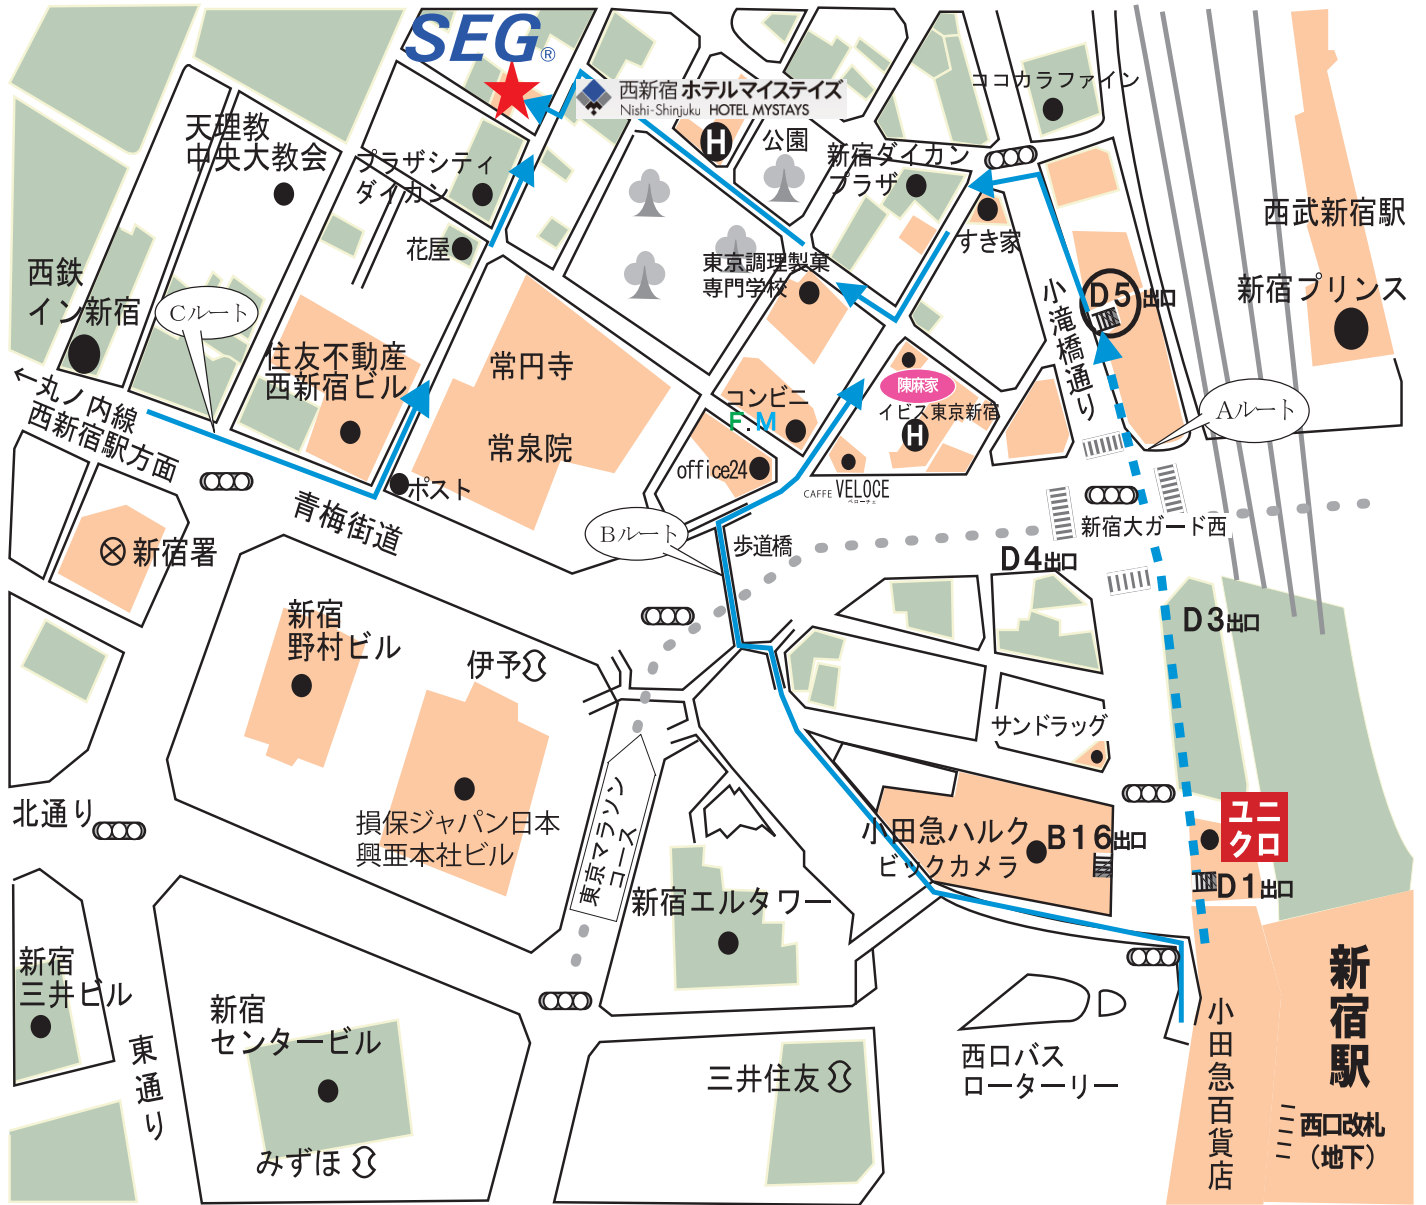 SEG®
西新宿 ホテルマイステイズ
Nishi-Shinjuku HOTEL MYSTAYS
ココカラファイン
天理教
中央大教会
プラザシティ
ダイカン
H
公園
新宿ダイカン
プラザ
西武新宿駅
花屋
すき家
東京調理製菓
専門学校
西鉄
イン新宿
Cルート
小滝橋通り
D5出口
新宿プリンス
住友不動産
西新宿ビル
常円寺
常泉院
コンビニ
F.M
陳麻家
イビス東京新宿
H
Aルート
←丸ノ内線
西新宿駅方面
office24
CAFFE VELOCE
ベローチェ
ポスト
青梅街道
新宿署
Bルート
歩道橋
新宿大ガード西
D4出口
D3出口
新宿
野村ビル
伊予
サンドラッグ
北通り
損保ジャパン日本
興亜本社ビル
東京マラソン
コース
小田急ハルク
ビックカメラ
B16出口
ユニ
クロ
D1出口
新宿エルタワー
新宿
三井ビル
新宿
センタービル
東通り
みずほ
三井住友
西口バス
ローターリー
小田急百貨店
新宿駅
西口改札
（地下）